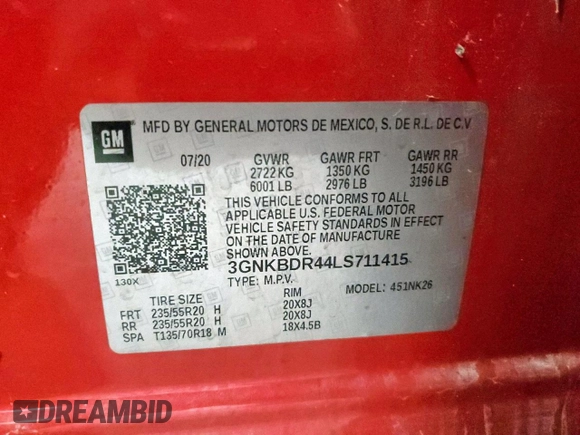 GM
MFD BY GENERAL MOTORS DE MEXICO, S. DE R.L. DE C.V
07/20 GVWR GAWR FRT GAWR RR
2722 KG 1350 KG 1450 KG
6001 LB 2976 LB 3196 LB
THIS VEHICLE CONFORMS TO ALL
APPLICABLE U.S. FEDERAL MOTOR
VEHICLE SAFETY STANDARDS IN EFFECT
ON THE DATE OF MANUFACTURE
SHOWN ABOVE.
130X 3GNKBDR44LS711415
TYPE: M.P.V. MODEL: 451NK26
TIRE SIZE RIM
FRT 235/55R20 H 20X8J
RR 235/55R20 H 20X8J
SPA T135/70R18 M 18X4.5B
DREAMBID